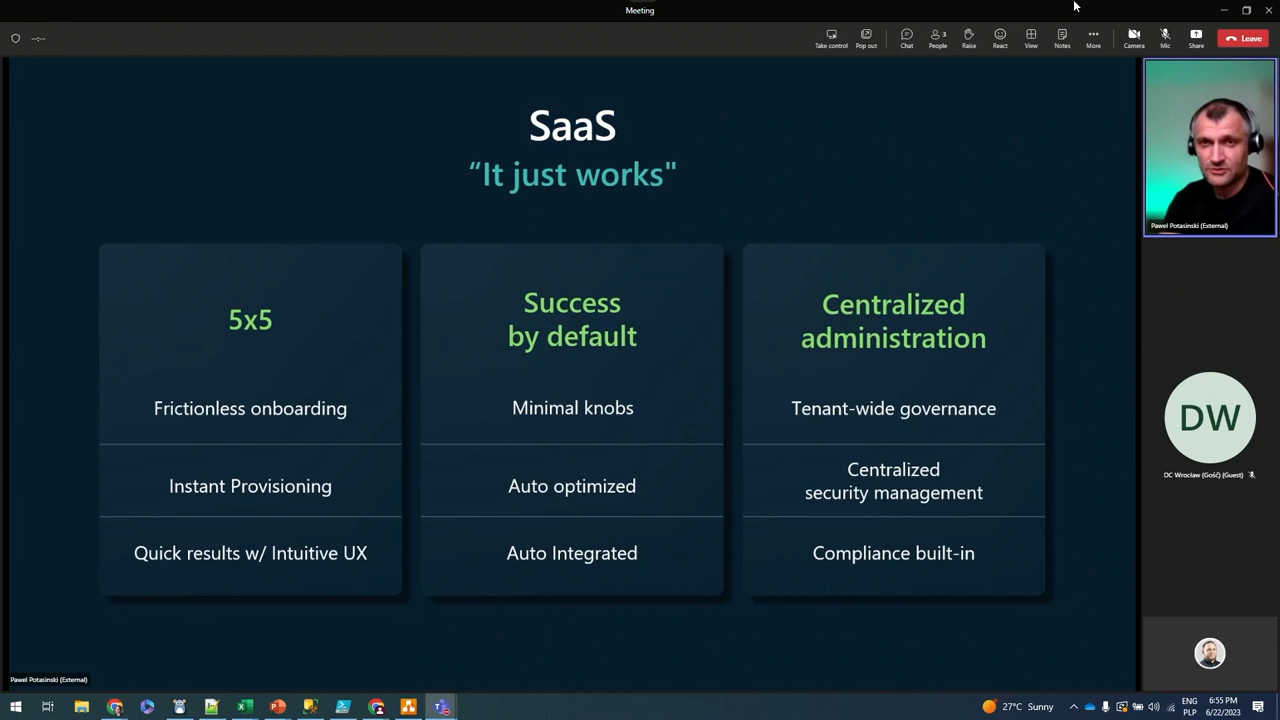 Meeting
--:--
Take control
Pop out
Chat
3
People
Raise
React
View
Notes
More
Camera
Mic
Share
Leave
SaaS
“It just works"
5x5
Frictionless onboarding
Instant Provisioning
Quick results w/ Intuitive UX
Success
by default
Minimal knobs
Auto optimized
Auto Integrated
Centralized
administration
Tenant-wide governance
Centralized
security management
Compliance built-in
Pawel Potasinski (External)
DW
DC Wrocław (Gość) (Guest)
Pawel Potasinski (External)
27°C Sunny
ENG
PLP
6:55 PM
6/22/2023